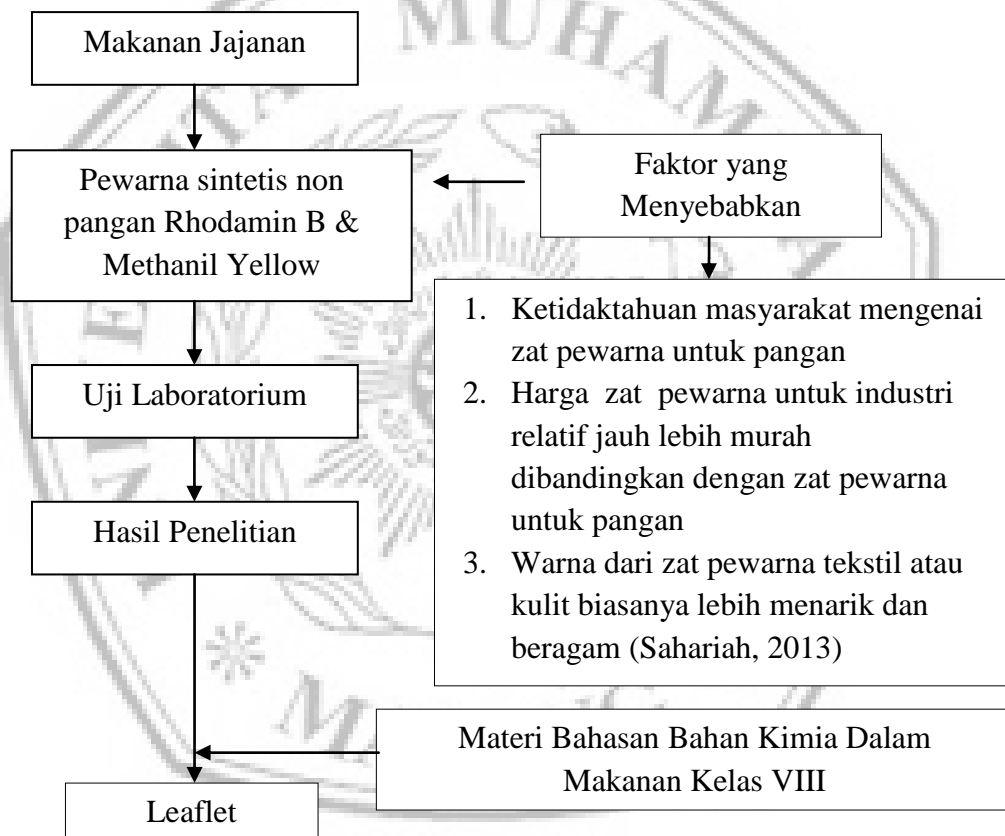 Makanan Jajanan
Pewarna sintetis non
pangan Rhodamin B &
Methanil Yellow
Faktor yang
Menyebabkan
1. Ketidaktahuan masyarakat mengenai
zat pewarna untuk pangan
2. Harga zat pewarna untuk industri
relatif jauh lebih murah
dibandingkan dengan zat pewarna
untuk pangan
3. Warna dari zat pewarna tekstil atau
kulit biasanya lebih menarik dan
beragam (Sahariah, 2013)
Uji Laboratorium
Hasil Penelitian
Materi Bahasan Bahan Kimia Dalam
Makanan Kelas VIII
Leaflet